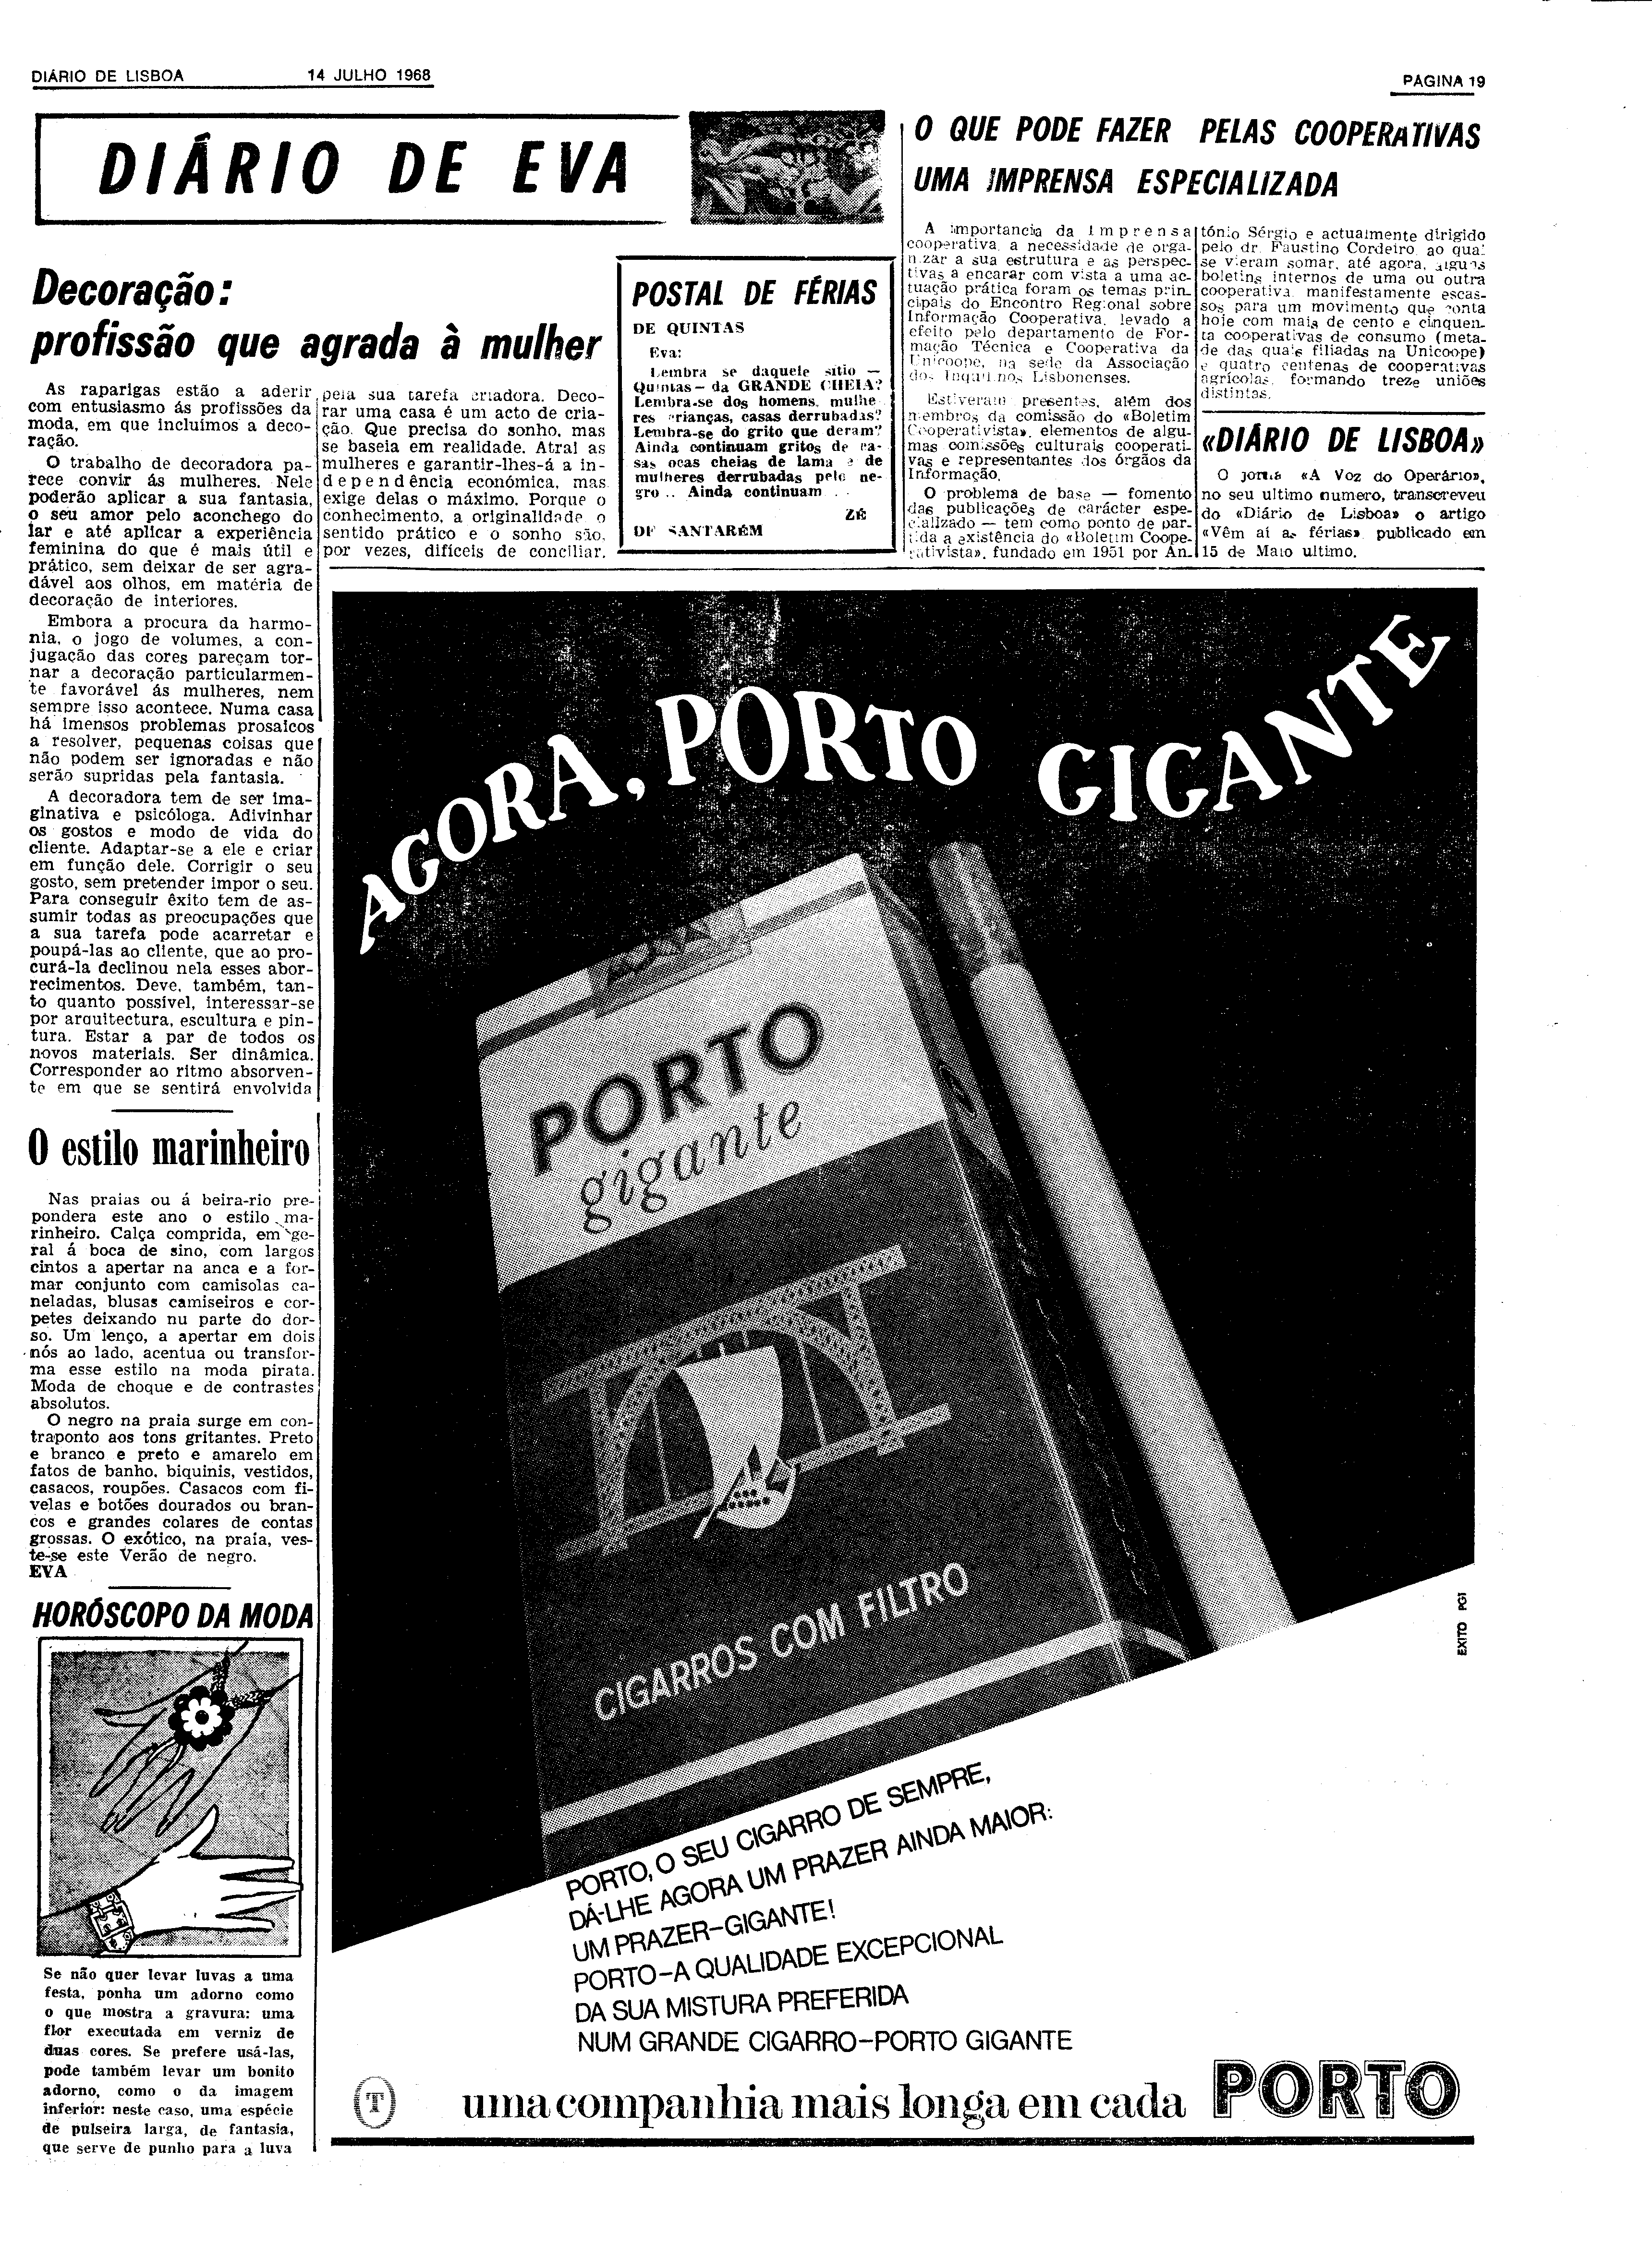 DIÁRIO DE LISBOA
14 JULHO 1968
PÁGINA 19
DIÁRIO DE EVA
Decoração:
profissão que agrada à mulher
As raparigas estão a aderir
com entusiasmo ás profissões da
moda, em que incluímos a deco-
ração.
O trabalho de decoradora pa-
rece convir ás mulheres. Nele
poderão aplicar a sua fantasia,
o seu amor pelo aconchego do
lar e até aplicar a experiência
feminina do que é mais útil e
prático, sem deixar de ser agra-
dável aos olhos, em matéria de
decoração de interiores.
Embora a procura da harmo-
nia, o jogo de volumes, a con-
jugação das cores pareçam tor-
nar a decoração particularmen-
te favorável ás mulheres, nem
sempre isso acontece. Numa casa
há imensos problemas prosaicos
a resolver, pequenas coisas que
não podem ser ignoradas e não
serão supridas pela fantasia.
A decoradora tem de ser ima-
ginativa e psicóloga. Adivinhar
os gostos e modo de vida do
cliente. Adaptar-se a ele e criar
em função dele. Corrigir o seu
gosto, sem pretender impor o seu.
Para conseguir êxito tem de as-
sumir todas as preocupações que
a sua tarefa pode acarretar e
poupá-las ao cliente, que ao pro-
curá-la declinou nela esses abor-
recimentos. Deve, também, tan-
to quanto possível, interessar-se
por arquitectura, escultura e pin-
tura. Estar a par de todos os
novos materiais. Ser dinâmica.
Corresponder ao ritmo absorven-
te em que se sentirá envolvida
pela sua tarefa criadora. Deco-
rar uma casa é um acto de cria-
ção. Que precisa do sonho, mas
se baseia em realidade. Atrai as
mulheres e garantir-lhes-á a in-
dependência económica, mas
exige delas o máximo. Porque o
conhecimento, a originalidade o
sentido prático e o sonho são,
por vezes, difíceis de conciliar.
POSTAL DE FÉRIAS
DE QUINTAS
Eva:
Lembra se daquele sítio —
Quintas — da GRANDE CHEIA?
Lembra-se dos homens, mulhe
res crianças, casas derrubadas?
Lembra-se do grito que deram?
Ainda continuam gritos de ca-
sas ocas cheias de lama e de
mulheres derrubadas pelo ne-
gro .. Ainda continuam . .
ZÉ
DE SANTARÉM
O QUE PODE FAZER PELAS COOPERATIVAS
UMA IMPRENSA ESPECIALIZADA
A importancia da Imprensa
cooperativa, a necessidade de orga-
nizar a sua estrutura e as perspec-
tivas a encarar com vista a uma ac-
tuação prática foram os temas prin-
cipais do Encontro Regional sobre
Informação Cooperativa, levado a
efeito pelo departamento de For-
mação Técnica e Cooperativa da
Unicoope, na sede da Associação
dos Inquilinos Lisbonenses.
Estiveram presentes, além dos
membros da comissão do «Boletim
Cooperativista», elementos de algu-
mas comissões culturais cooperati-
vas e representantes dos órgãos da
Informação.
O problema de base — fomento
das publicações de carácter espe-
cializado — tem como ponto de par-
tida a existência do «Boletim Coope-
rativista», fundado em 1951 por An-
tónio Sérgio e actualmente dirigido
pelo dr. Faustino Cordeiro, ao qual
se vieram somar, até agora, alguns
boletins internos de uma ou outra
cooperativa, manifestamente escas-
sos para um movimento que conta
hoje com mais de cento e cinquen-
ta cooperativas de consumo (meta-
de das quais filiadas na Unicoope)
e quatro centenas de cooperativas
agrícolas, formando treze uniões
distintas.
«DIÁRIO DE LISBOA»
O jornal «A Voz do Operário»,
no seu ultimo numero, transcreveu
do «Diário de Lisboa» o artigo
«Vêm aí as férias» publicado em
15 de Maio ultimo.
O estilo marinheiro
Nas praias ou á beira-rio pre-
pondera este ano o estilo ma-
rinheiro. Calça comprida, em ge-
ral á boca de sino, com largos
cintos a apertar na anca e a for-
mar conjunto com camisolas ca-
neladas, blusas camiseiros e cor-
petes deixando nu parte do dor-
so. Um lenço, a apertar em dois
nós ao lado, acentua ou transfor-
ma esse estilo na moda pirata.
Moda de choque e de contrastes
absolutos.
O negro na praia surge em con-
traponto aos tons gritantes. Preto
e branco e preto e amarelo em
fatos de banho, biquinis, vestidos,
casacos, roupões. Casacos com fi-
velas e botões dourados ou bran-
cos e grandes colares de contas
grossas. O exótico, na praia, ves-
te-se este Verão de negro.
EVA
HORÓSCOPO DA MODA
Se não quer levar luvas a uma
festa, ponha um adorno como
o que mostra a gravura: uma
flor executada em verniz de
duas cores. Se prefere usá-las,
pode também levar um bonito
adorno, como o da imagem
inferior: neste caso, uma espécie
de pulseira larga, de fantasia,
que serve de punho para a luva
AGORA, PORTO GIGANTE
PORTO
gigante
CIGARROS COM FILTRO
EXITO PG1
PORTO, O SEU CIGARRO DE SEMPRE,
DÁ-LHE AGORA UM PRAZER AINDA MAIOR:
UM PRAZER-GIGANTE!
PORTO-A QUALIDADE EXCEPCIONAL
DA SUA MISTURA PREFERIDA
NUM GRANDE CIGARRO-PORTO GIGANTE
T
uma companhia mais longa em cada PORTO